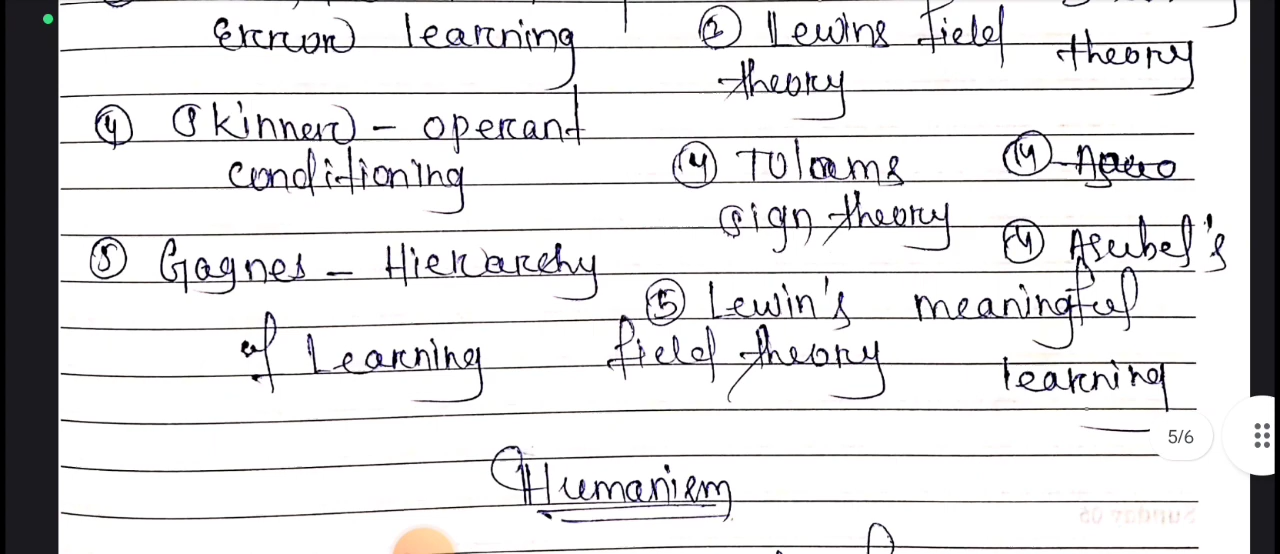 Error learning
② Lewins field
theory
theory
④ Skinner - operant
conditioning
④ Tolmans
sign theory
④
④ Asubel's
meaningful
learning
⑤ Gagnes - Hierarchy
of Learning
⑤ Lewin's
field theory
Humanism
5/6